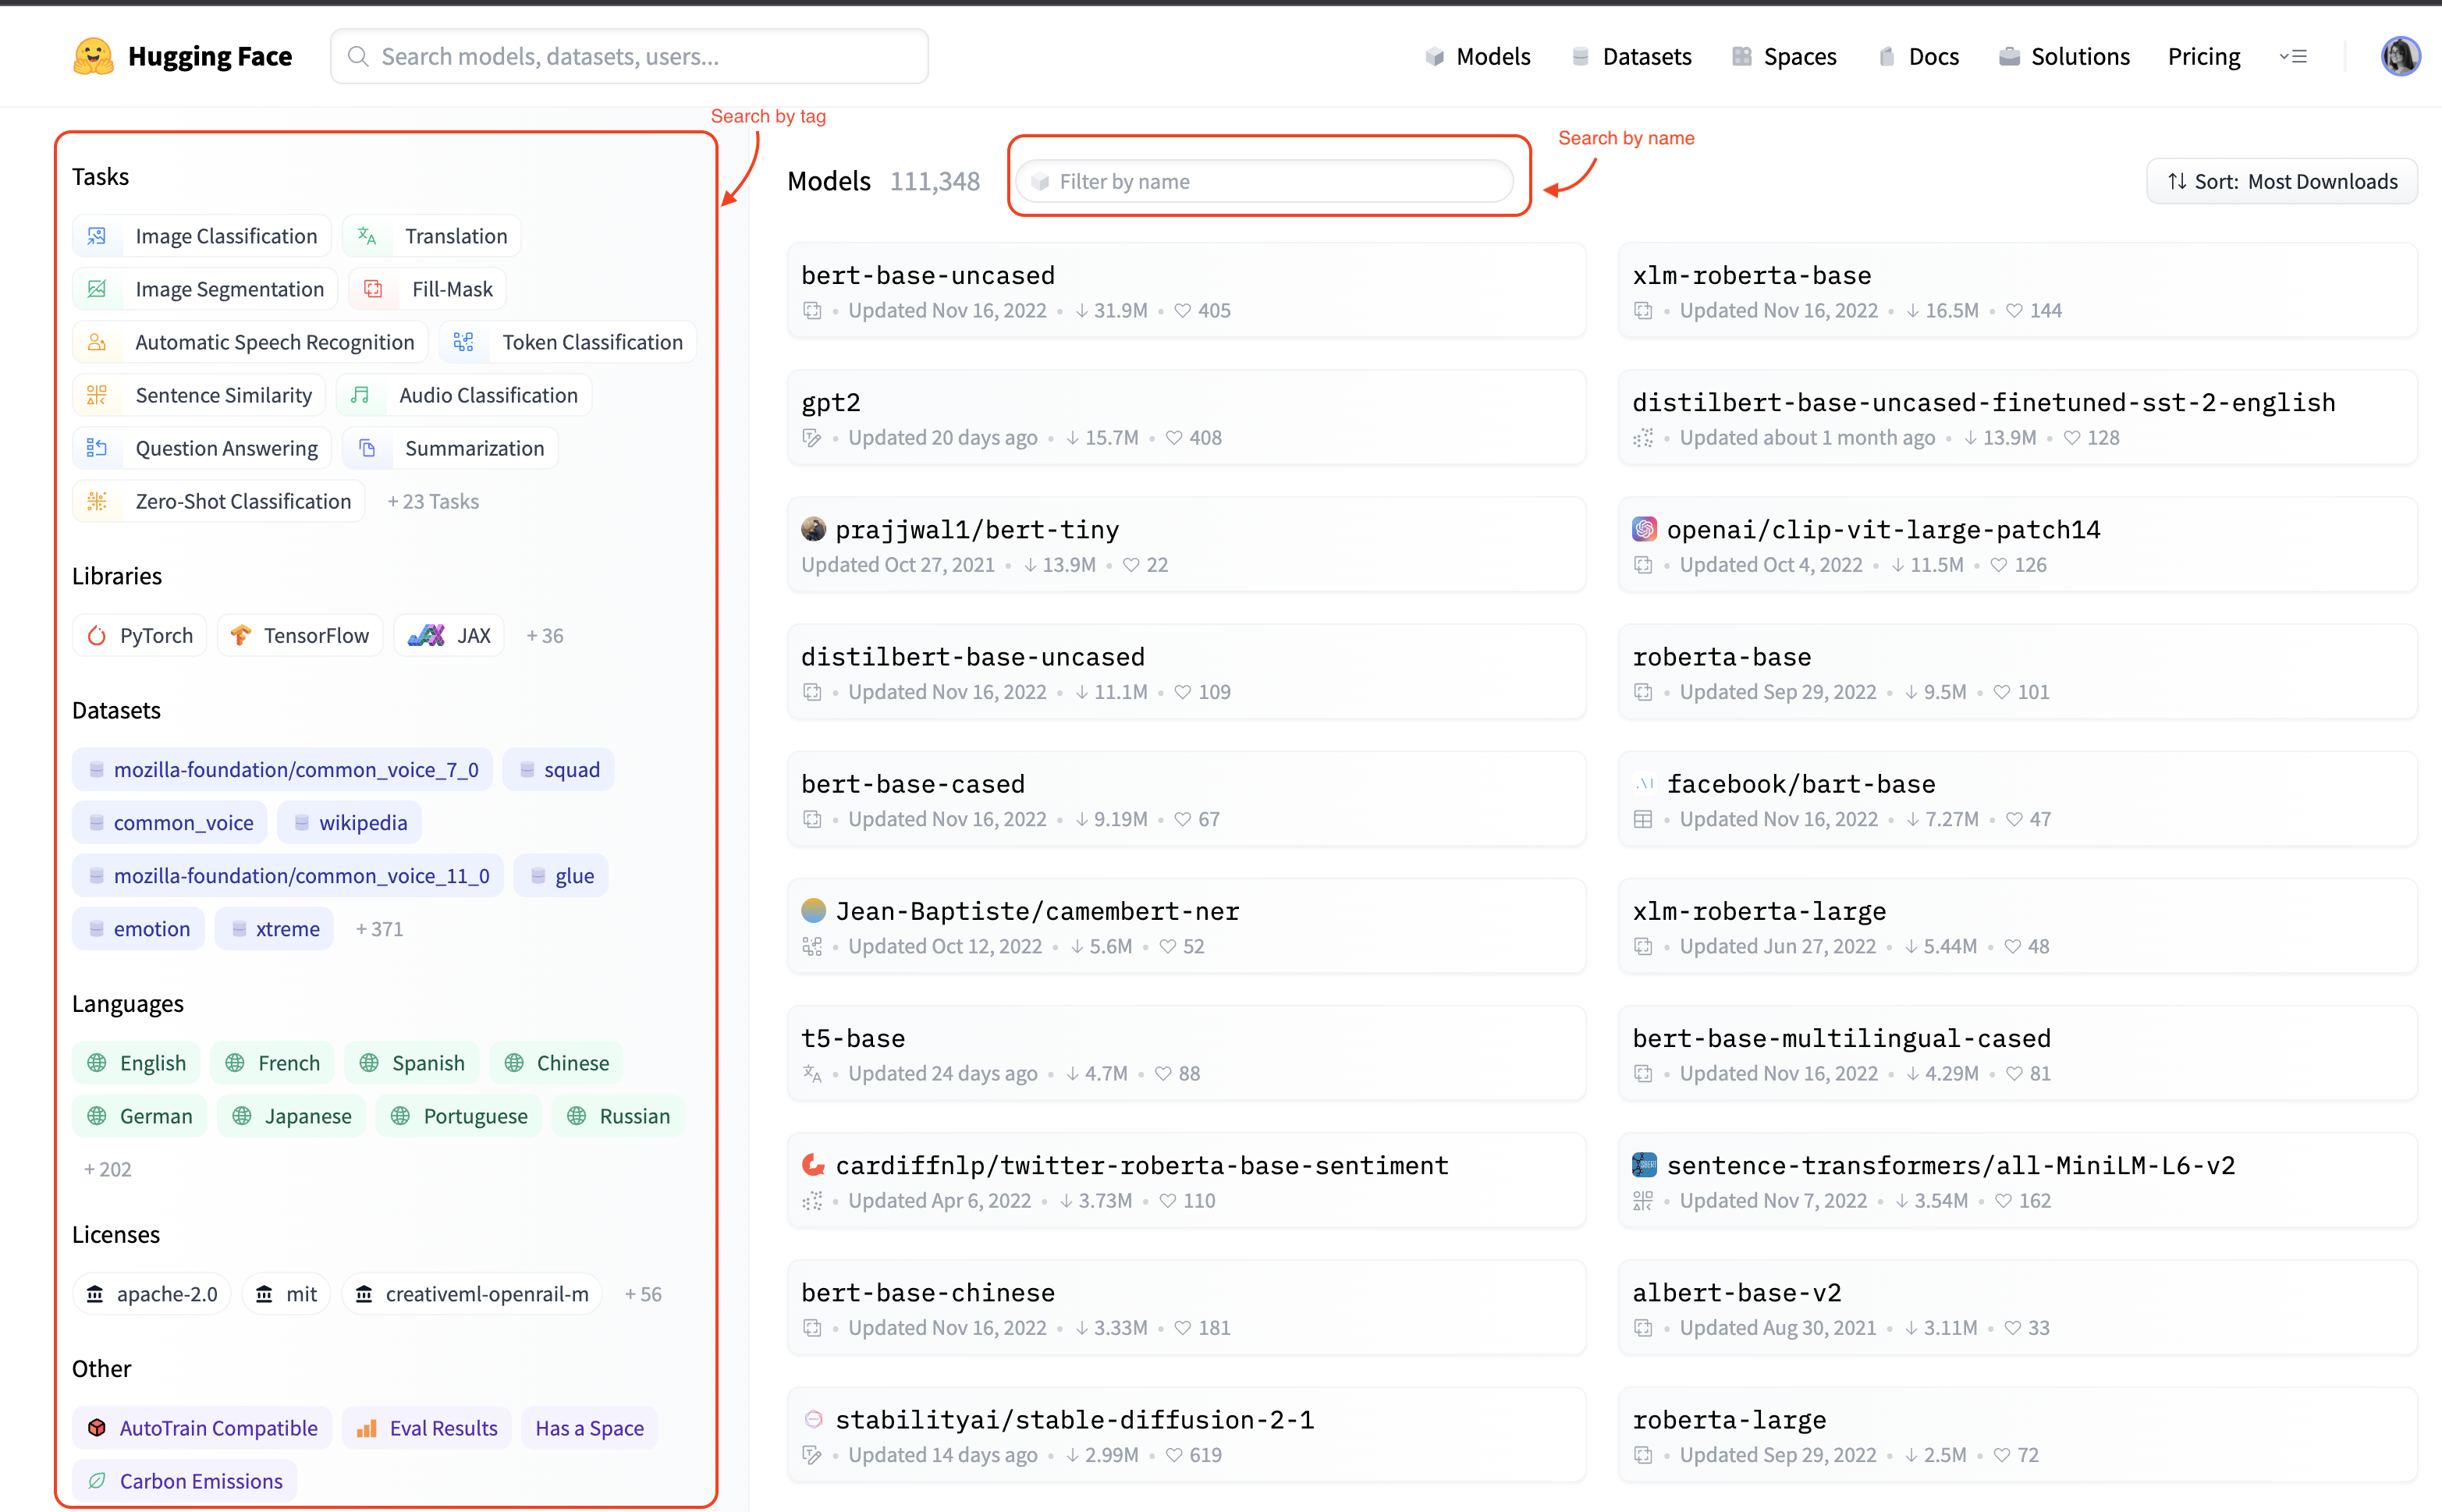 Hugging Face
Search models, datasets, users...
Models
Datasets
Spaces
Docs
Solutions
Pricing
Search by tag
Search by name
Tasks
Image Classification
Translation
Image Segmentation
Fill-Mask
Automatic Speech Recognition
Token Classification
Sentence Similarity
Audio Classification
Question Answering
Summarization
Zero-Shot Classification
+ 23 Tasks
Libraries
PyTorch
TensorFlow
JAX
+ 36
Datasets
mozilla-foundation/common_voice_7_0
squad
common_voice
wikipedia
mozilla-foundation/common_voice_11_0
glue
emotion
xtreme
+ 371
Languages
English
French
Spanish
Chinese
German
Japanese
Portuguese
Russian
+ 202
Licenses
apache-2.0
mit
creativeml-openrail-m
+ 56
Other
AutoTrain Compatible
Eval Results
Has a Space
Carbon Emissions
Models 111,348
Filter by name
Sort: Most Downloads
bert-base-uncased
Updated Nov 16, 2022 • ↓ 31.9M • ♡ 405
xlm-roberta-base
Updated Nov 16, 2022 • ↓ 16.5M • ♡ 144
gpt2
Updated 20 days ago • ↓ 15.7M • ♡ 408
distilbert-base-uncased-finetuned-sst-2-english
Updated about 1 month ago • ↓ 13.9M • ♡ 128
prajjwal1/bert-tiny
Updated Oct 27, 2021 • ↓ 13.9M • ♡ 22
openai/clip-vit-large-patch14
Updated Oct 4, 2022 • ↓ 11.5M • ♡ 126
distilbert-base-uncased
Updated Nov 16, 2022 • ↓ 11.1M • ♡ 109
roberta-base
Updated Sep 29, 2022 • ↓ 9.5M • ♡ 101
bert-base-cased
Updated Nov 16, 2022 • ↓ 9.19M • ♡ 67
facebook/bart-base
Updated Nov 16, 2022 • ↓ 7.27M • ♡ 47
Jean-Baptiste/camembert-ner
Updated Oct 12, 2022 • ↓ 5.6M • ♡ 52
xlm-roberta-large
Updated Jun 27, 2022 • ↓ 5.44M • ♡ 48
t5-base
Updated 24 days ago • ↓ 4.7M • ♡ 88
bert-base-multilingual-cased
Updated Nov 16, 2022 • ↓ 4.29M • ♡ 81
cardiffnlp/twitter-roberta-base-sentiment
Updated Apr 6, 2022 • ↓ 3.73M • ♡ 110
sentence-transformers/all-MiniLM-L6-v2
Updated Nov 7, 2022 • ↓ 3.54M • ♡ 162
bert-base-chinese
Updated Nov 16, 2022 • ↓ 3.33M • ♡ 181
albert-base-v2
Updated Aug 30, 2021 • ↓ 3.11M • ♡ 33
stabilityai/stable-diffusion-2-1
Updated 14 days ago • ↓ 2.99M • ♡ 619
roberta-large
Updated Sep 29, 2022 • ↓ 2.5M • ♡ 72